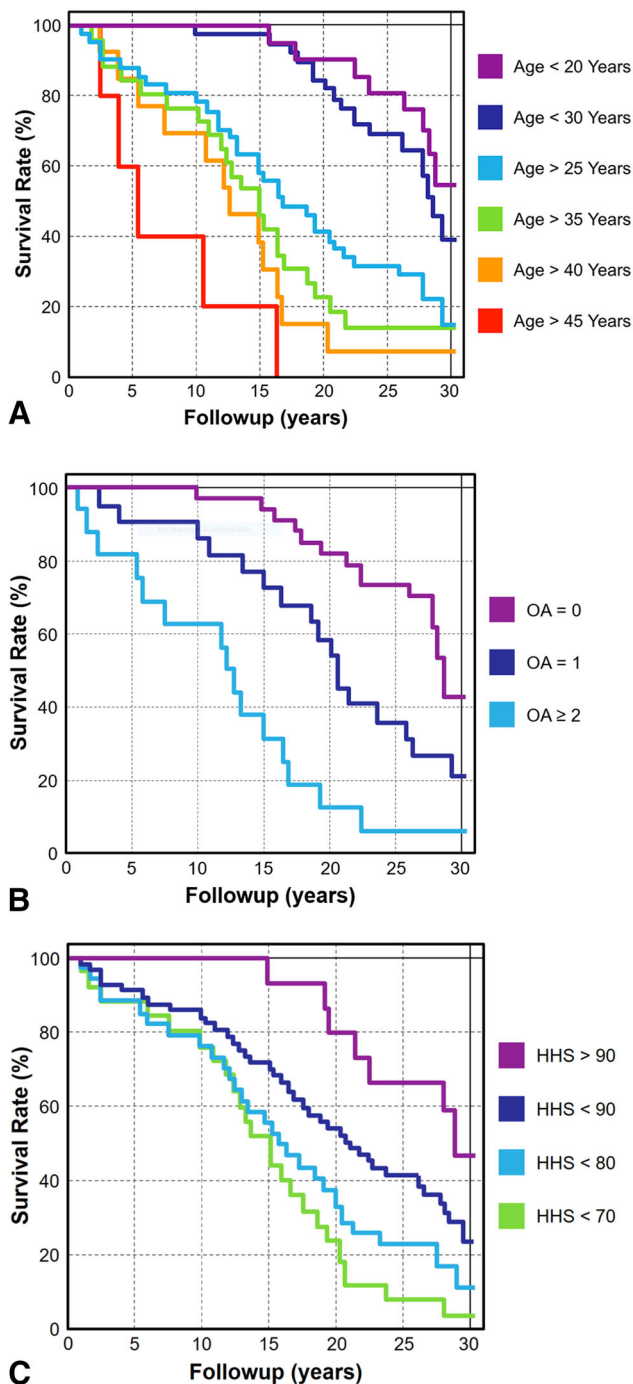 100
80
60
40
20
0
Survival Rate (%)
0 5 10 15 20 25 30
Followup (years)
Age < 20 Years
Age < 30 Years
Age > 25 Years
Age > 35 Years
Age > 40 Years
Age > 45 Years
A
100
80
60
40
20
0
Survival Rate (%)
0 5 10 15 20 25 30
Followup (years)
OA = 0
OA = 1
OA ≥ 2
B
100
80
60
40
20
0
Survival Rate (%)
0 5 10 15 20 25 30
Followup (years)
HHS > 90
HHS < 90
HHS < 80
HHS < 70
C